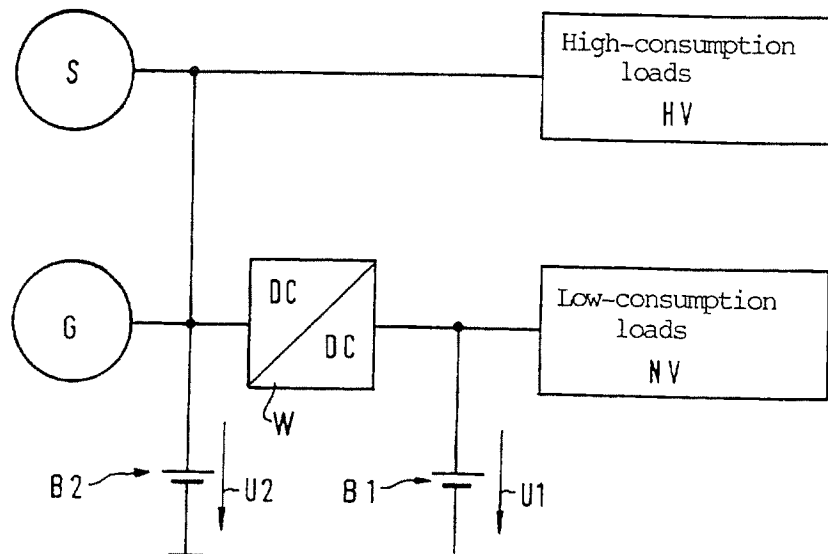 S
High-consumption
loads
HV
G
DC
DC
W
Low-consumption
loads
NV
B2
U2
B1
U1